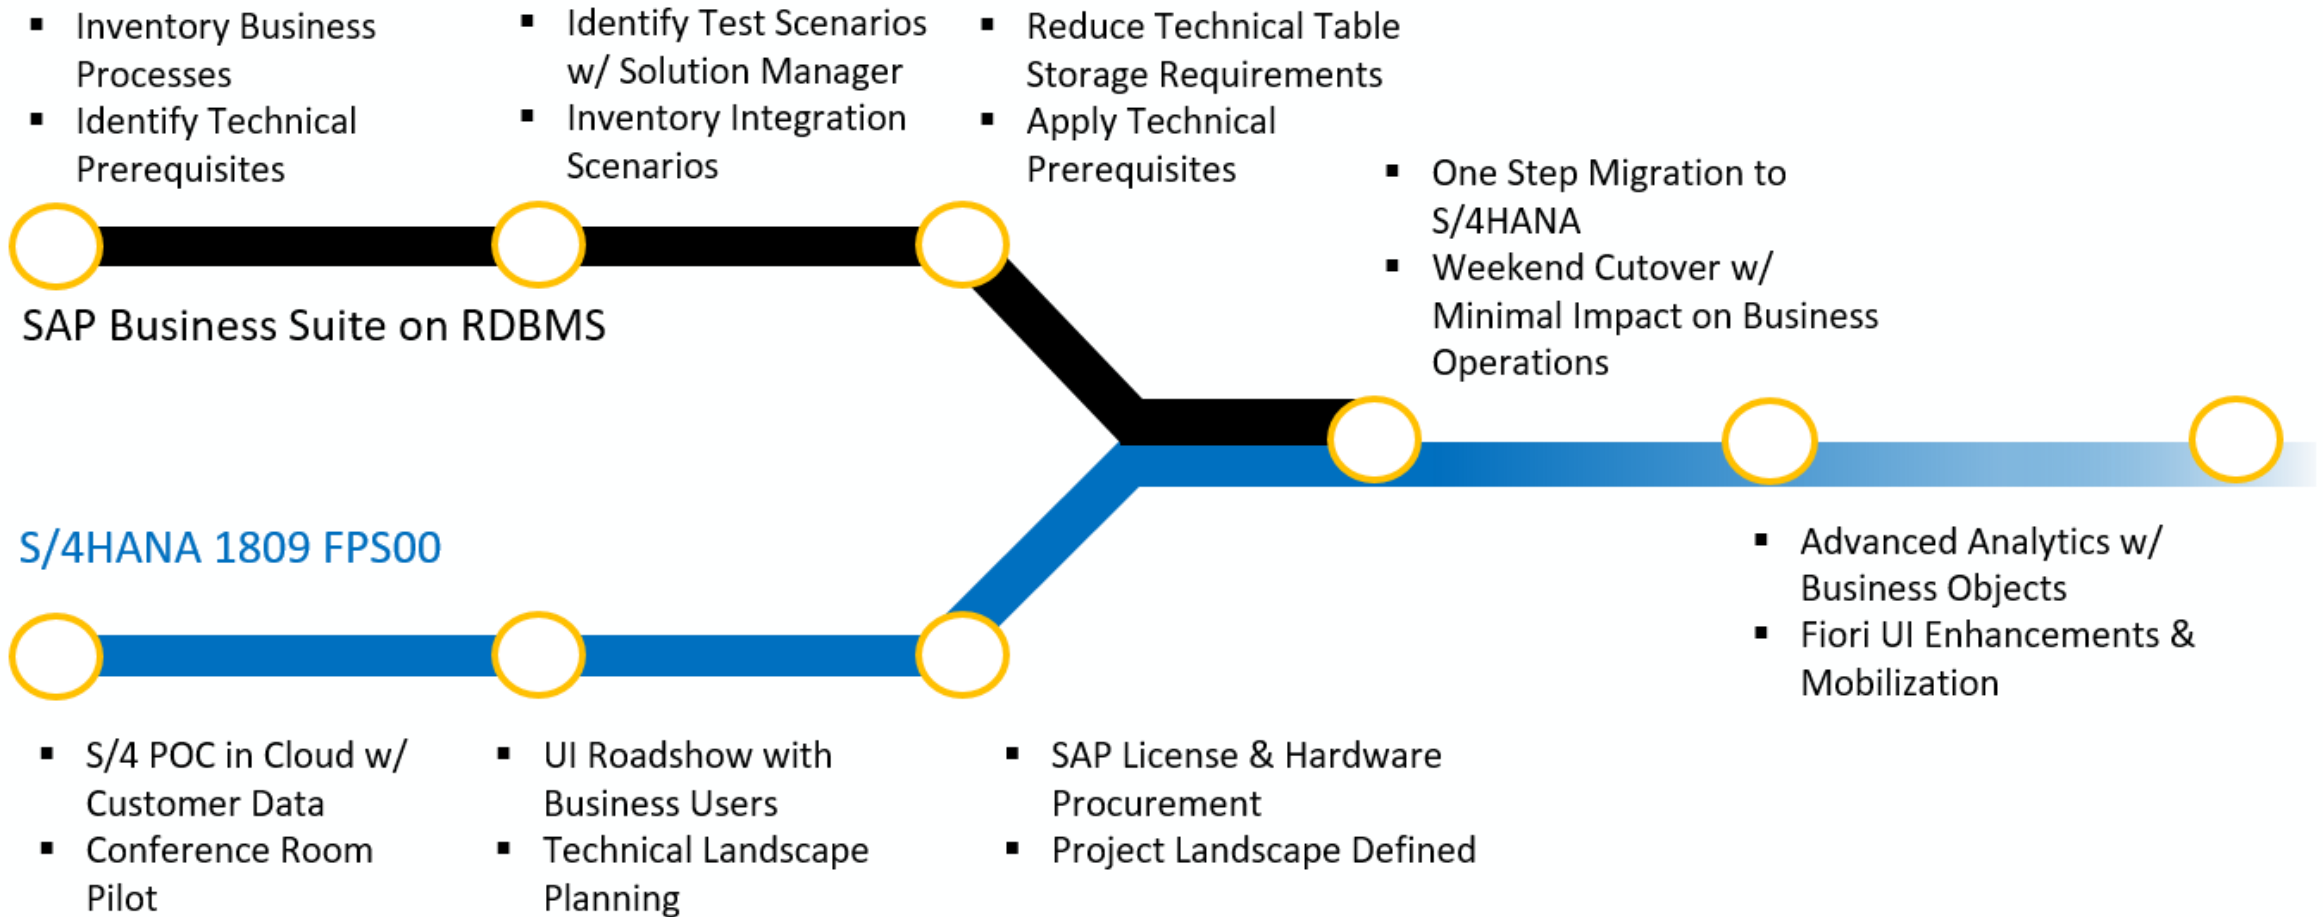 ▪ Inventory Business
Processes
▪ Identify Technical
Prerequisites
▪ Identify Test Scenarios
w/ Solution Manager
▪ Inventory Integration
Scenarios
▪ Reduce Technical Table
Storage Requirements
▪ Apply Technical
Prerequisites
▪ One Step Migration to
S/4HANA
▪ Weekend Cutover w/
Minimal Impact on Business
Operations
SAP Business Suite on RDBMS
S/4HANA 1809 FPS00
▪ Advanced Analytics w/
Business Objects
▪ Fiori UI Enhancements &
Mobilization
▪ S/4 POC in Cloud w/
Customer Data
▪ Conference Room
Pilot
▪ UI Roadshow with
Business Users
▪ Technical Landscape
Planning
▪ SAP License & Hardware
Procurement
▪ Project Landscape Defined